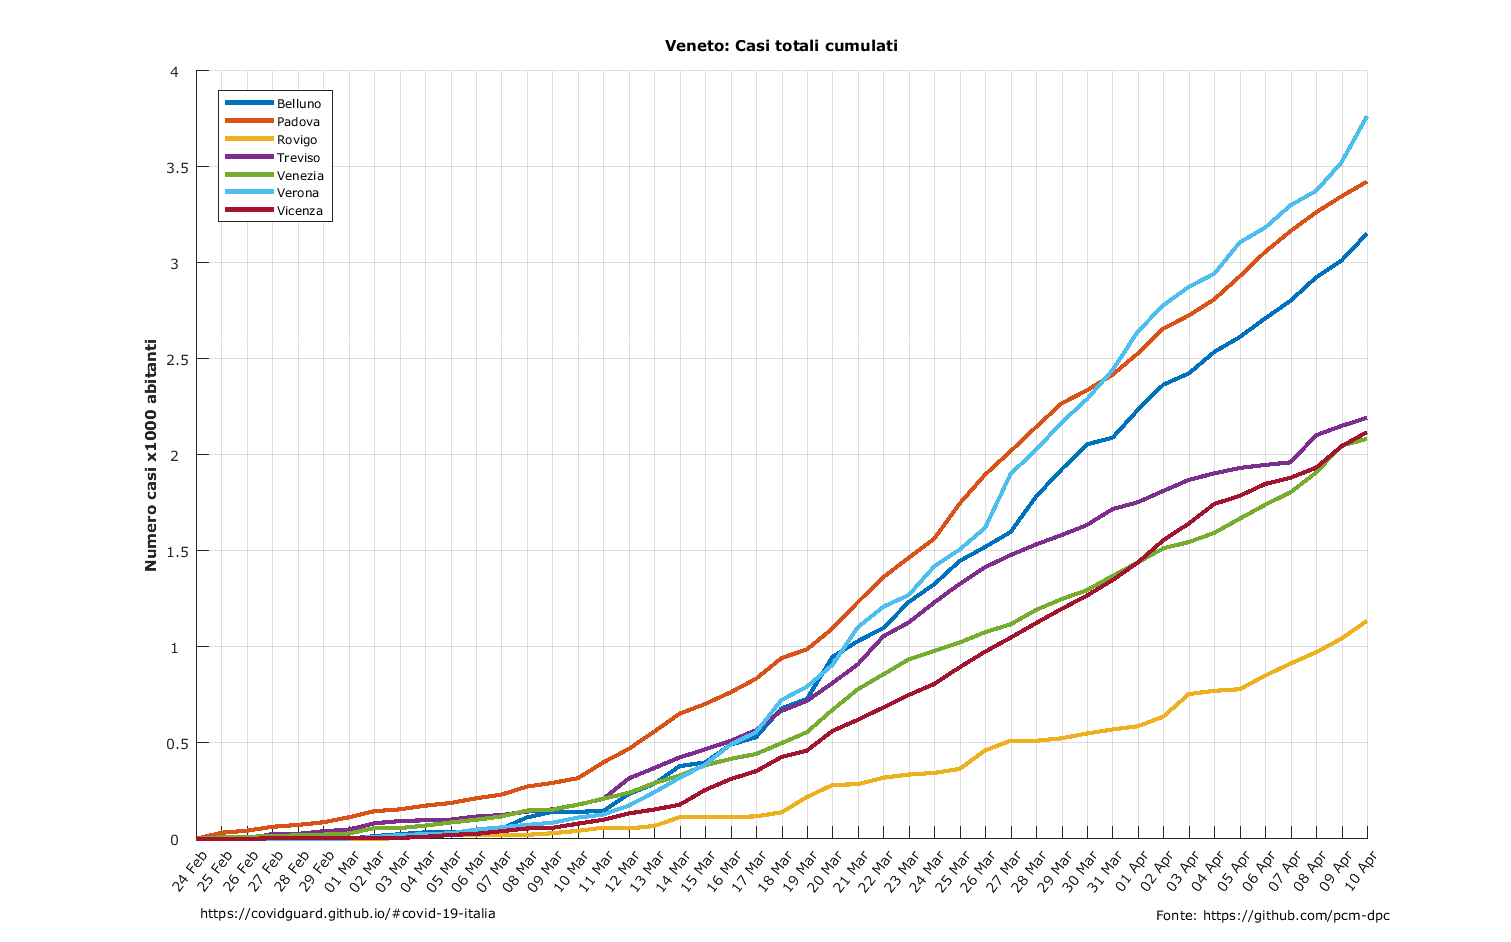 Veneto: Casi totali cumulati
Numero casi x1000 abitanti
4
3.5
3
2.5
2
1.5
1
0.5
0
Belluno
Padova
Rovigo
Treviso
Venezia
Verona
Vicenza
24 Feb
25 Feb
26 Feb
27 Feb
28 Feb
29 Feb
01 Mar
02 Mar
03 Mar
04 Mar
05 Mar
06 Mar
07 Mar
08 Mar
09 Mar
10 Mar
11 Mar
12 Mar
13 Mar
14 Mar
15 Mar
16 Mar
17 Mar
18 Mar
19 Mar
20 Mar
21 Mar
22 Mar
23 Mar
24 Mar
25 Mar
26 Mar
27 Mar
28 Mar
29 Mar
30 Mar
31 Mar
01 Apr
02 Apr
03 Apr
04 Apr
05 Apr
06 Apr
07 Apr
08 Apr
09 Apr
10 Apr
https://covidguard.github.io/#covid-19-italia
Fonte: https://github.com/pcm-dpc